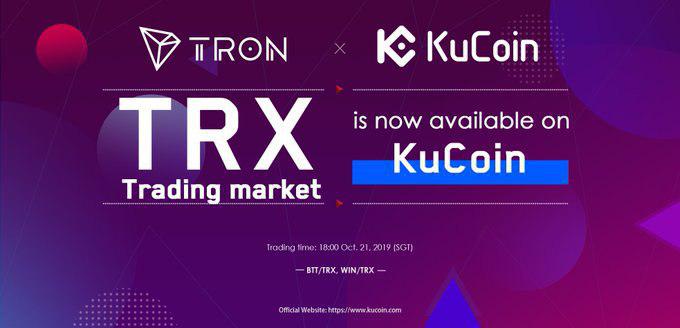 TRON × KuCoin
TRX
Trading market
is now available on
KuCoin
Trading time: 18:00 Oct. 21, 2019 (SGT)
— BTT/TRX, WIN/TRX —
Official Website: https://www.kucoin.com